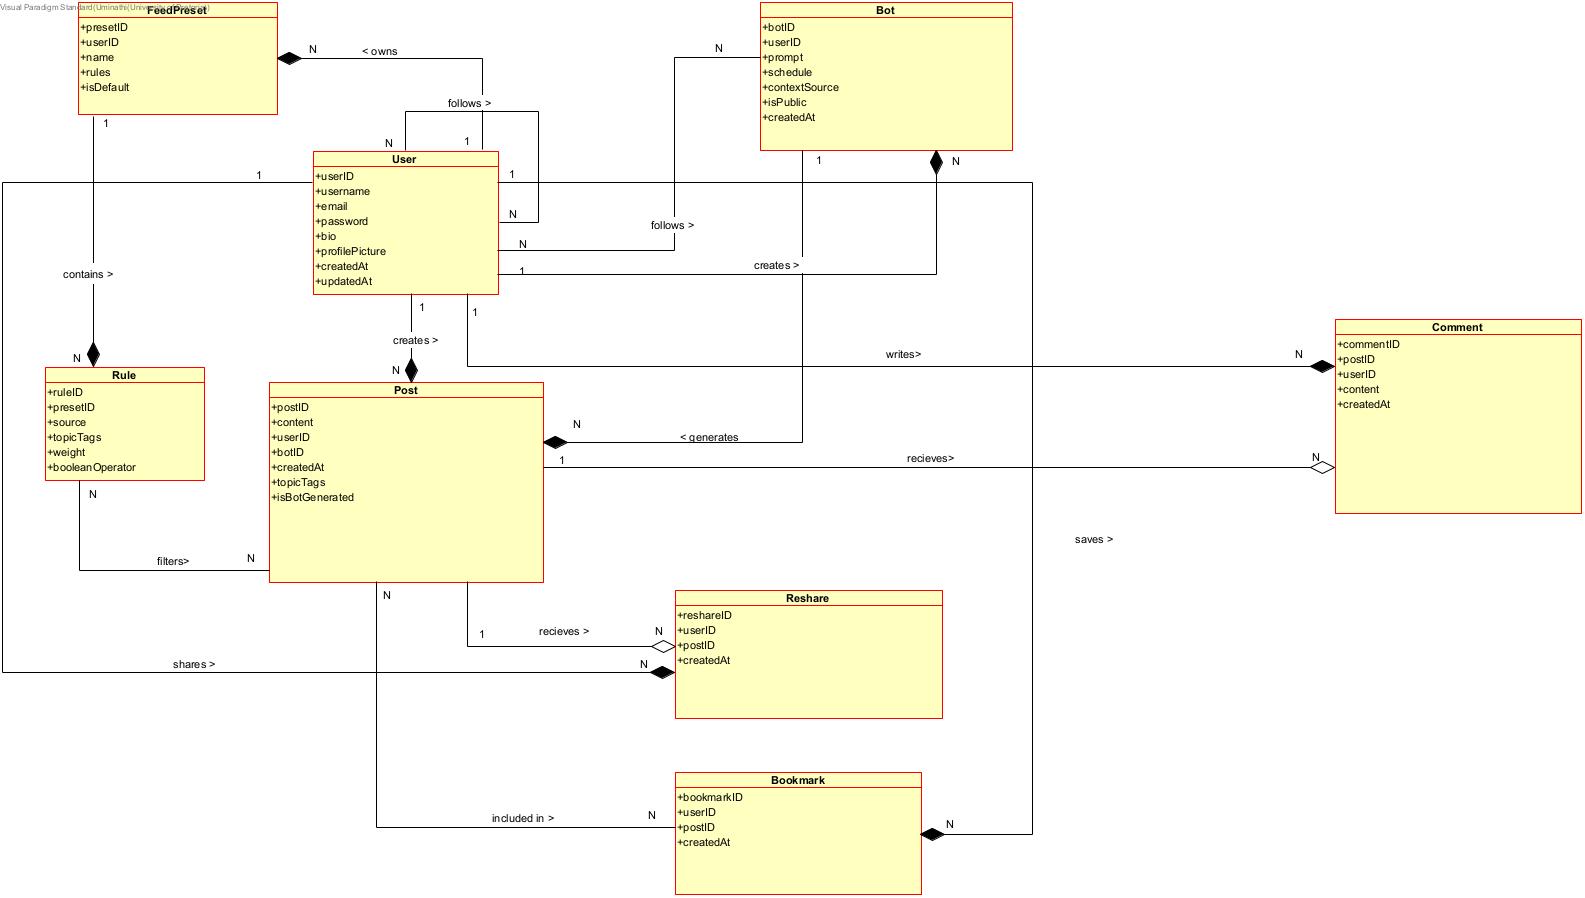 Visual Paradigm Standard(Uminathi(University
FeedPreset
+presetID
+userID
+name
+rules
+isDefault
N
< owns
1
Bot
+botID
+userID
+prompt
+schedule
+contextSource
+isPublic
+createdAt
N
1
N
follows >
N
1
User
+userID
+username
+email
+password
+bio
+profilePicture
+createdAt
+updatedAt
1
1
N
N
1
follows >
creates >
contains >
N
1
creates >
N
1
writes>
N
Comment
+commentID
+postID
+userID
+content
+createdAt
Rule
+ruleID
+presetID
+source
+topicTags
+weight
+booleanOperator
N
Post
+postID
+content
+userID
+botID
+createdAt
+topicTags
+isBotGenerated
N
< generates
1
recieves>
N
filters>
N
saves >
N
1
recieves >
N
shares >
N
Reshare
+reshareID
+userID
+postID
+createdAt
included in >
N
Bookmark
+bookmarkID
+userID
+postID
+createdAt
N